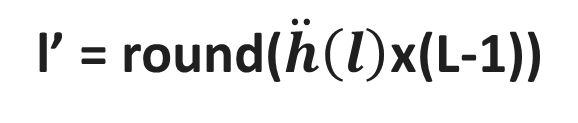 l’ = round(ḧ(l)x(L-1))